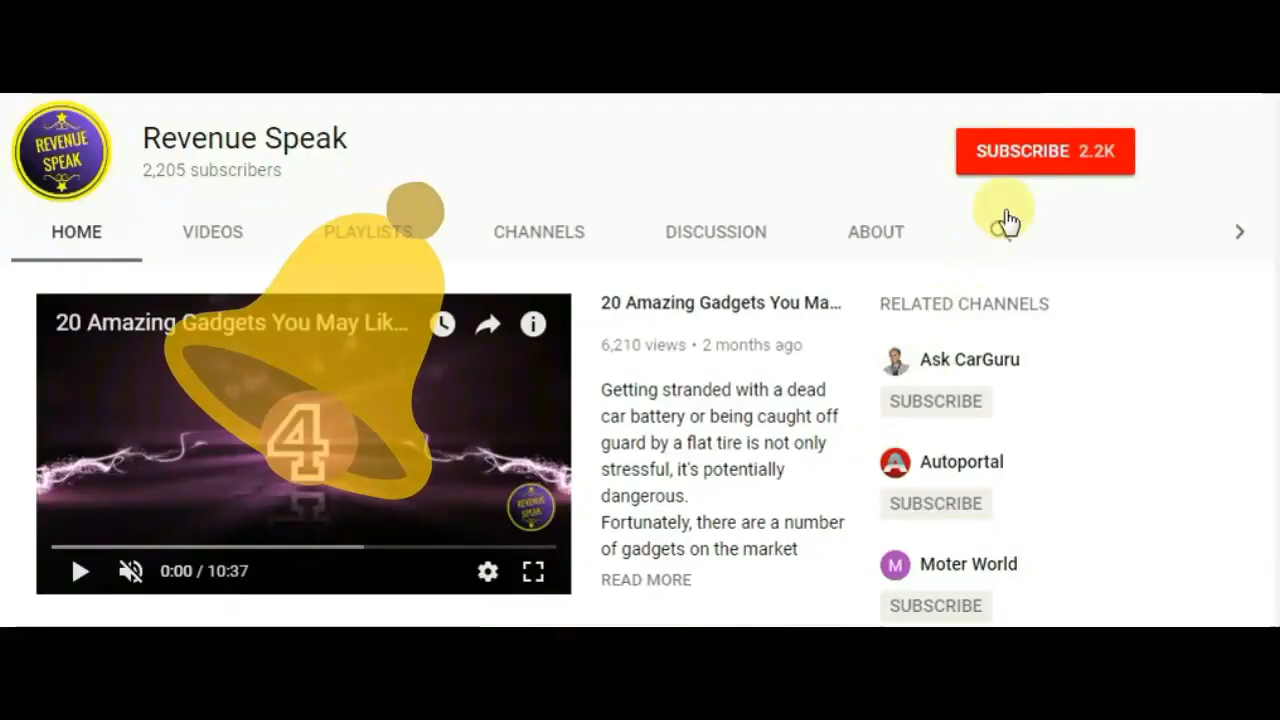 REVENUE
SPEAK
Revenue Speak
2,205 subscribers
SUBSCRIBE 2.2K
HOME
VIDEOS
PLAYLISTS
CHANNELS
DISCUSSION
ABOUT
20 Amazing Gadgets You May Lik...
4
REVENUE
SPEAK
0:00 / 10:37
20 Amazing Gadgets You Ma...
6,210 views • 2 months ago
Getting stranded with a dead
car battery or being caught off
guard by a flat tire is not only
stressful, it's potentially
dangerous.
Fortunately, there are a number
of gadgets on the market
READ MORE
RELATED CHANNELS
Ask CarGuru
SUBSCRIBE
A
Autoportal
SUBSCRIBE
M
Moter World
SUBSCRIBE